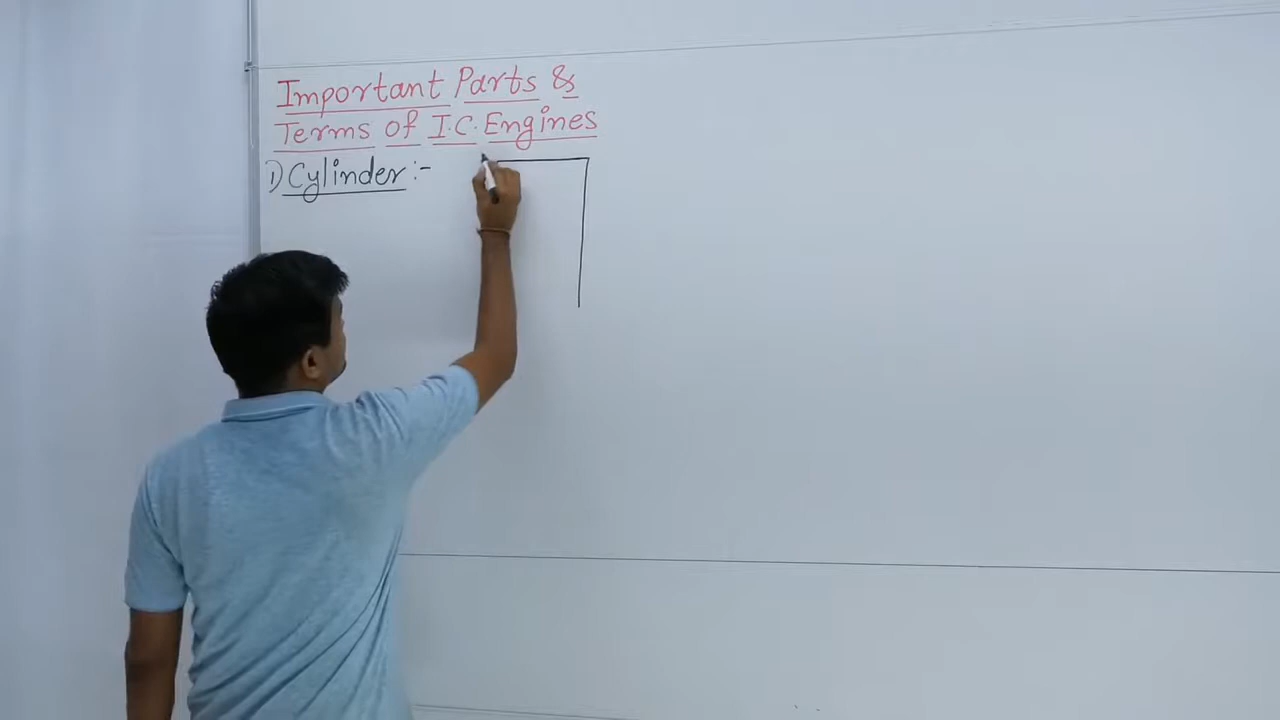 Important Parts &
Terms of I.C. Engines
1) Cylinder :-